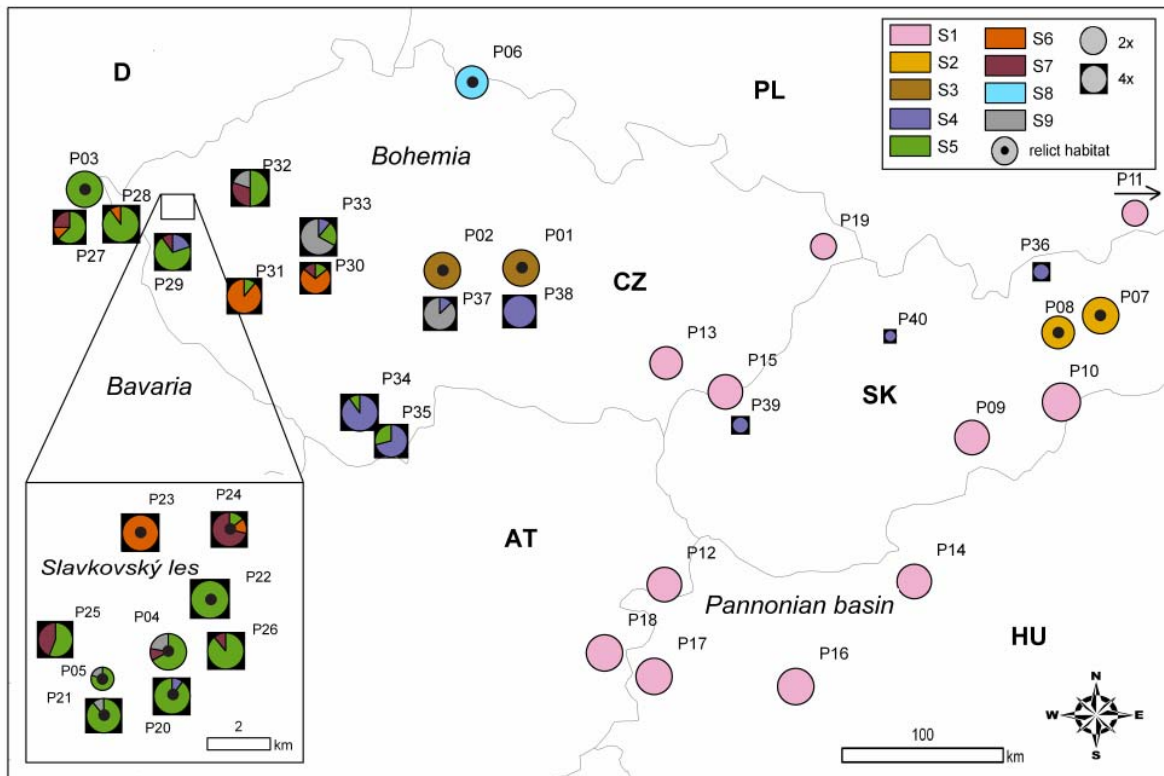 D
P06
PL
Bohemia
S1
S2
S3
S4
S5
S6
S7
S8
S9
2x
4x
relict habitat
P03
P28
P27
P32
P33
P29
P31
P30
P02
P01
P37
P38
CZ
P19
P11
P36
P08
P07
P40
P13
P15
P10
SK
P39
P09
Bavaria
P34
P35
P23
P24
Slavkovský les
P22
P25
P04
P26
P05
P21
P20
2
km
AT
P12
P14
Pannonian basin
P18
P17
P16
HU
N
W
E
S
100
km